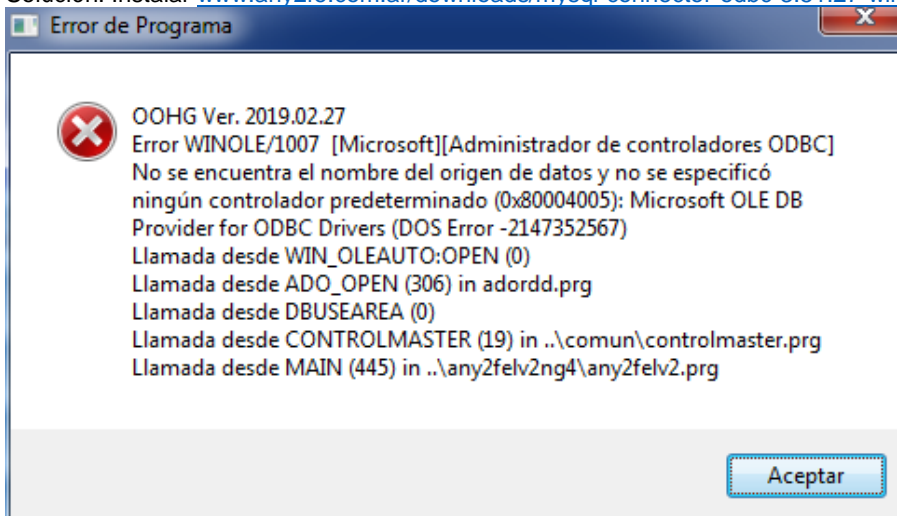 Error de Programa
OOHG Ver. 2019.02.27
Error WINOLE/1007 [Microsoft][Administrador de controladores ODBC]
No se encuentra el nombre del origen de datos y no se especificó
ningún controlador predeterminado (0x80004005): Microsoft OLE DB
Provider for ODBC Drivers (DOS Error -2147352567)
Llamada desde WIN_OLEAUTO:OPEN (0)
Llamada desde ADO_OPEN (306) in adordd.prg
Llamada desde DBUSEAREA (0)
Llamada desde CONTROLMASTER (19) in ..\comun\controlmaster.prg
Llamada desde MAIN (445) in ..\any2felv2ng4\any2felv2.prg
Aceptar